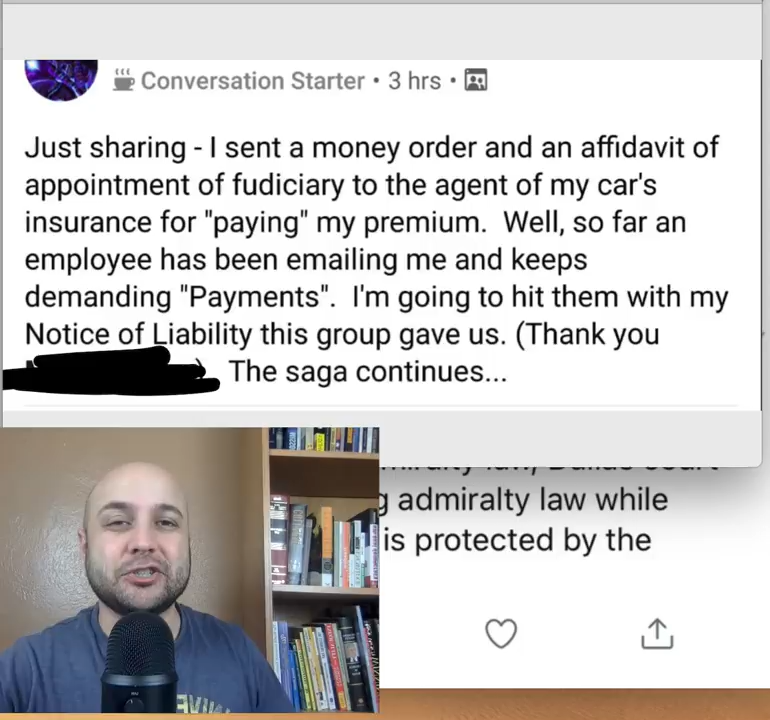 Conversation Starter • 3 hrs •
Just sharing - I sent a money order and an affidavit of
appointment of fudiciary to the agent of my car's
insurance for "paying" my premium. Well, so far an
employee has been emailing me and keeps
demanding "Payments". I'm going to hit them with my
Notice of Liability this group gave us. (Thank you
The saga continues...
admiralty law while
is protected by the